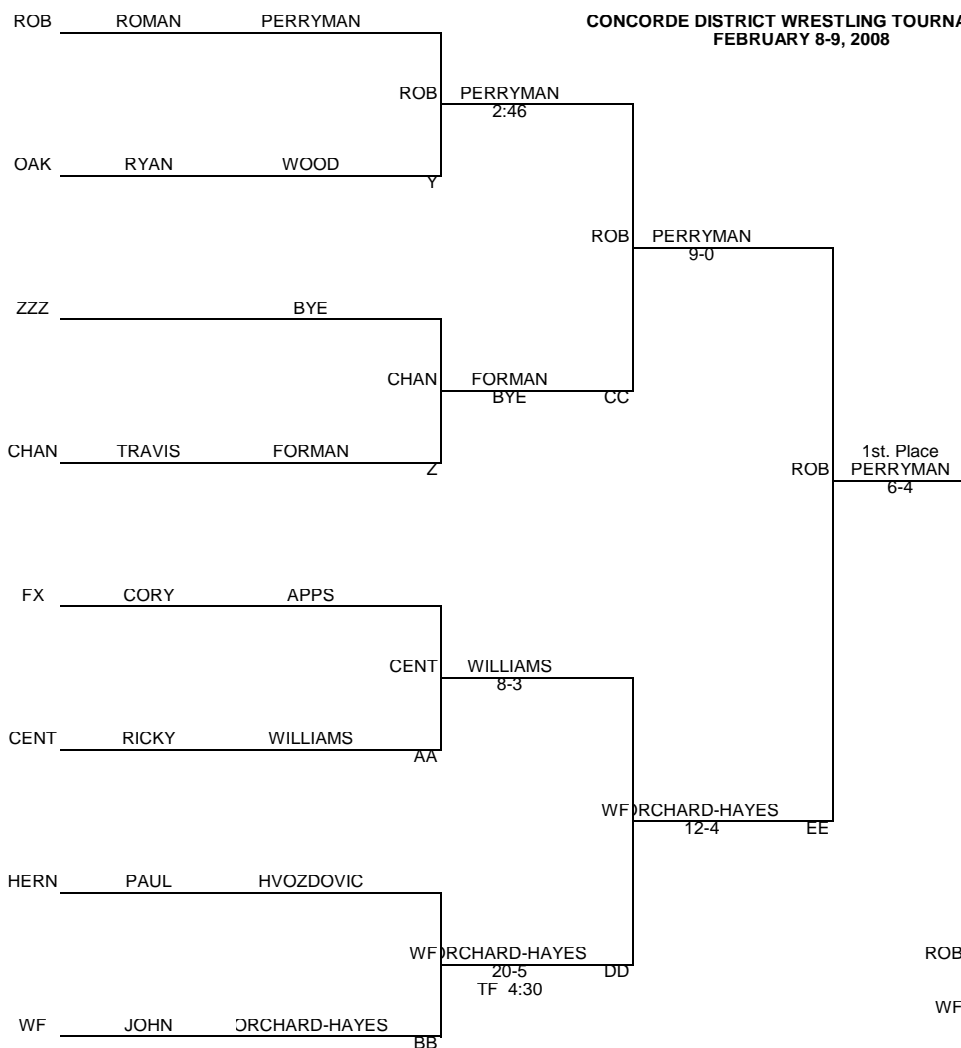 ROB ROMAN PERRYMAN
CONCORDE DISTRICT WRESTLING TOURNA
FEBRUARY 8-9, 2008
ROB PERRYMAN
2:46
OAK RYAN WOOD
Y
ROB PERRYMAN
9-0
ZZZ BYE
CHAN FORMAN
BYE CC
CHAN TRAVIS FORMAN
Z
1st. Place
ROB PERRYMAN
6-4
FX CORY APPS
CENT WILLIAMS
8-3
CENT RICKY WILLIAMS
AA
WF ORCHARD-HAYES
12-4 EE
HERN PAUL HVOZDOVIC
WF ORCHARD-HAYES
20-5 DD
TF 4:30
ROB
WF
WF JOHN ORCHARD-HAYES
BB